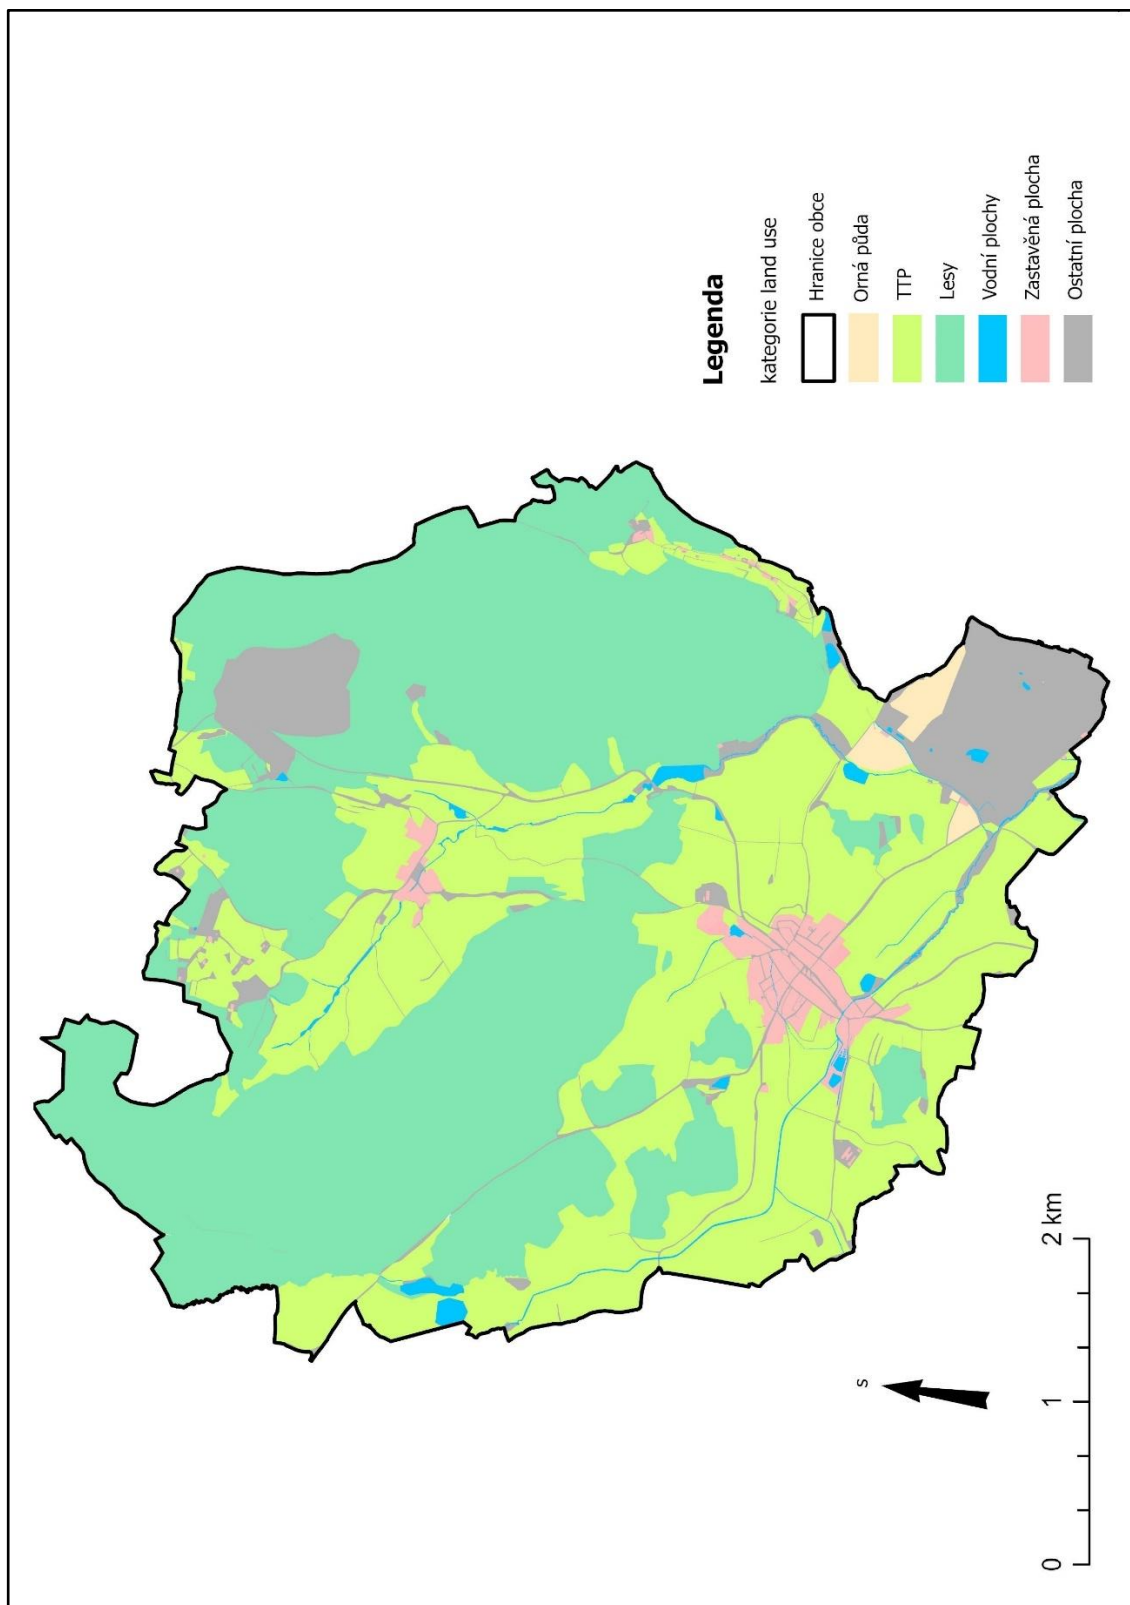 Legenda
kategorie land use
Hranice obce
Orná půda
TTP
Lesy
Vodní plochy
Zastavěná plocha
Ostatní plocha
S
0 1 2 km